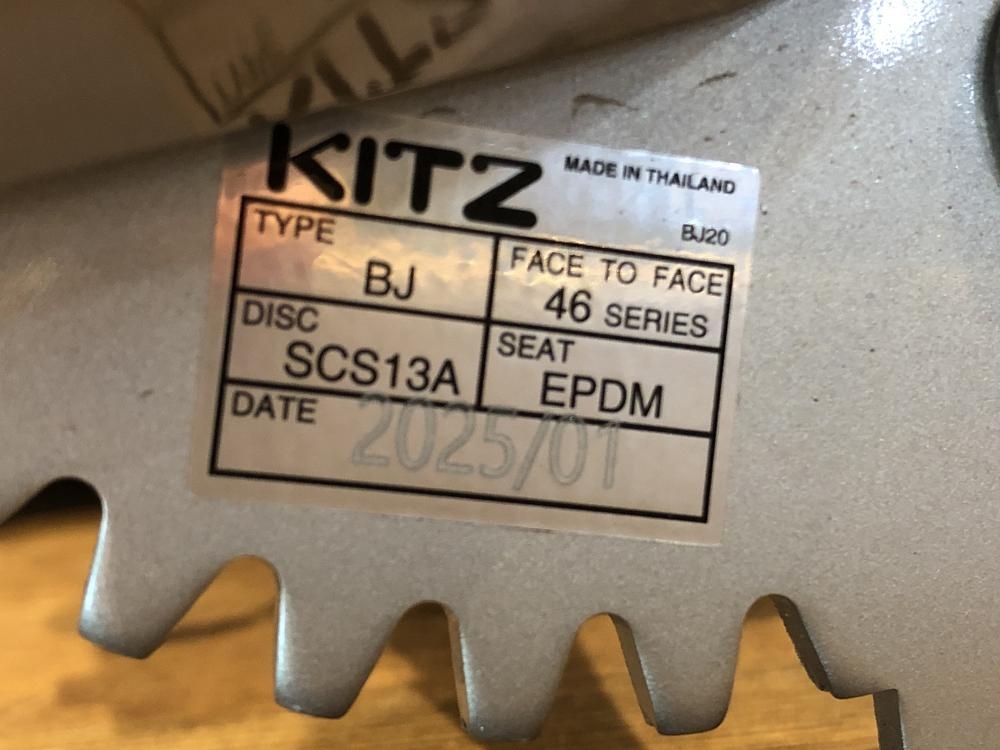 KITZ
MADE IN THAILAND
BJ20
TYPE
BJ
FACE TO FACE
46 SERIES
DISC
SCS13A
SEAT
EPDM
DATE
2025/01